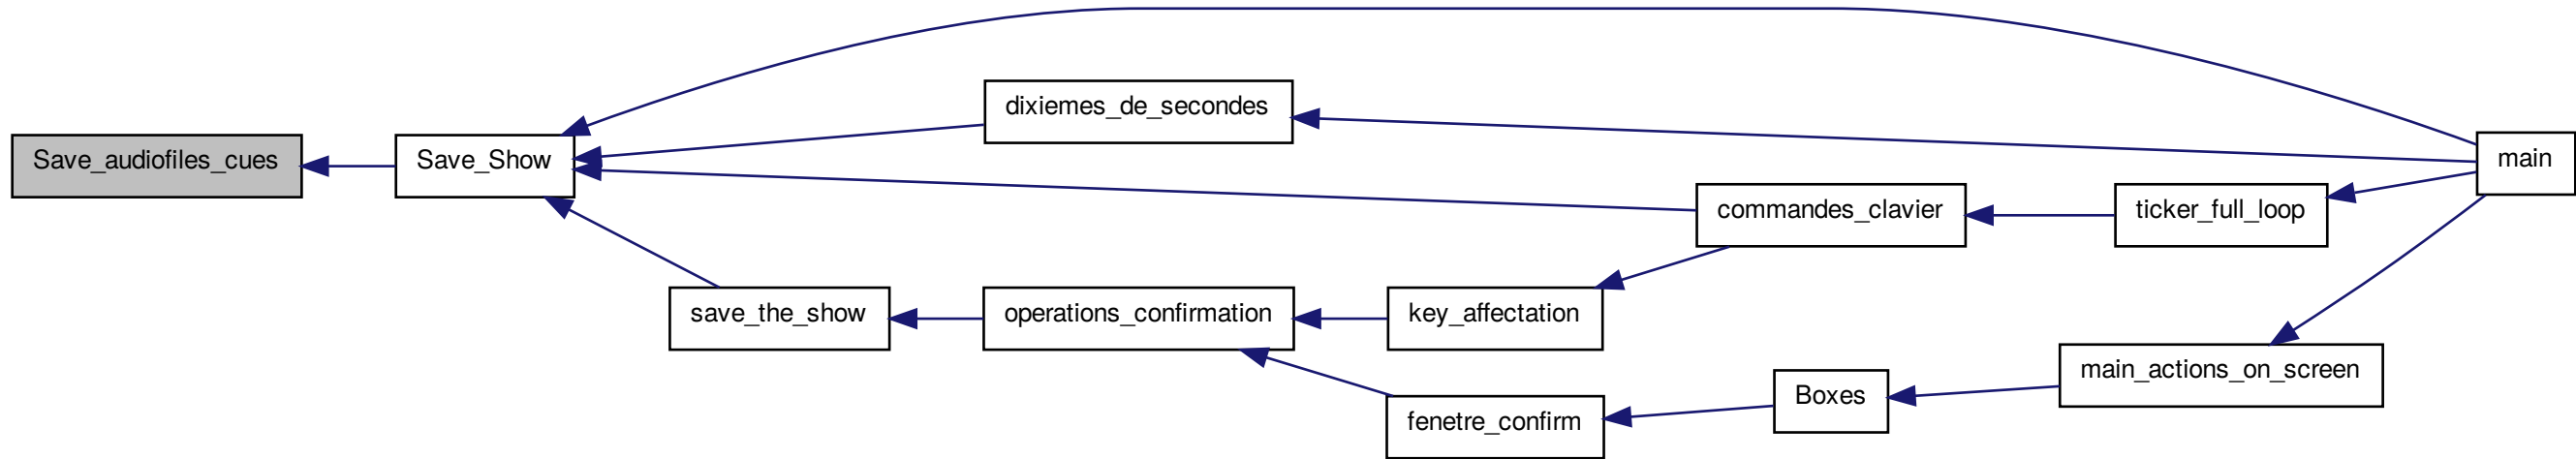 Save_audiofiles_cues
Save_Show
dixiemes_de_secondes
main
commandes_clavier
ticker_full_loop
save_the_show
operations_confirmation
key_affectation
main_actions_on_screen
Boxes
fenetre_confirm